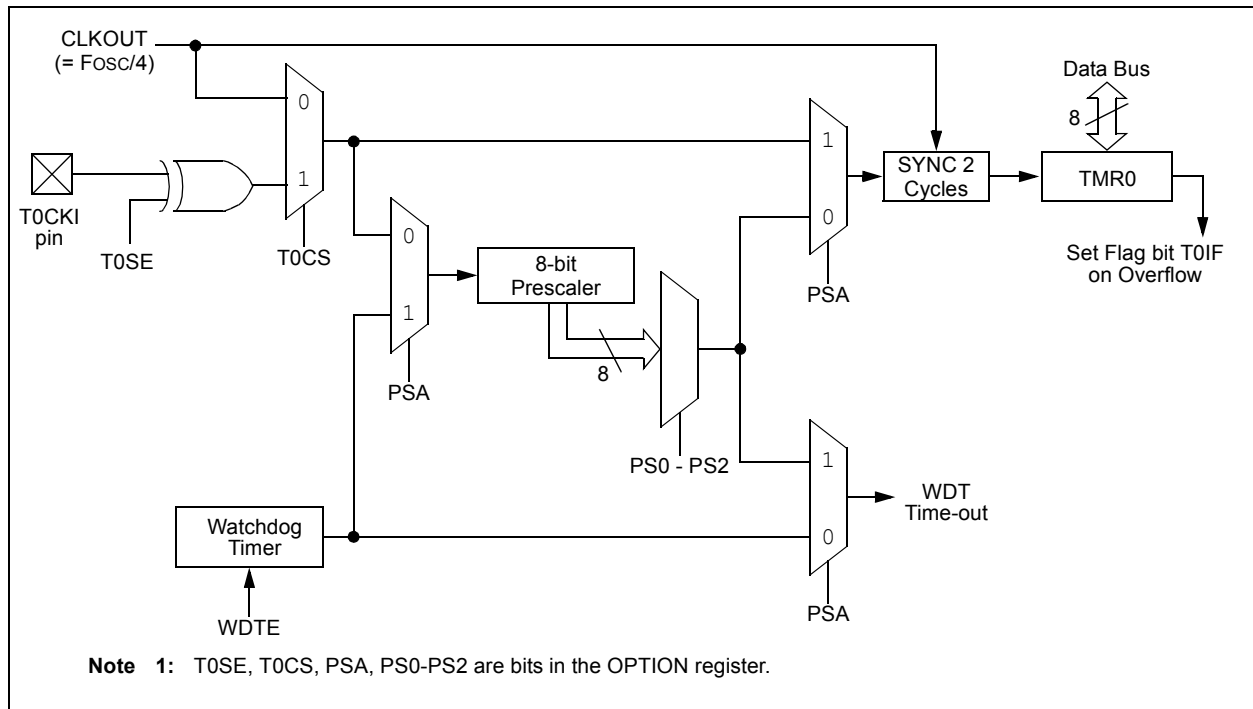 CLKOUT
(= FOSC/4)
0
1
T0CKI
pin
T0SE
T0CS
0
1
PSA
8-bit
Prescaler
8
PS0 - PS2
1
0
PSA
SYNC 2
Cycles
Data Bus
8
TMR0
Set Flag bit T0IF
on Overflow
Watchdog
Timer
WDTE
1
0
PSA
WDT
Time-out
Note 1: T0SE, T0CS, PSA, PS0-PS2 are bits in the OPTION register.